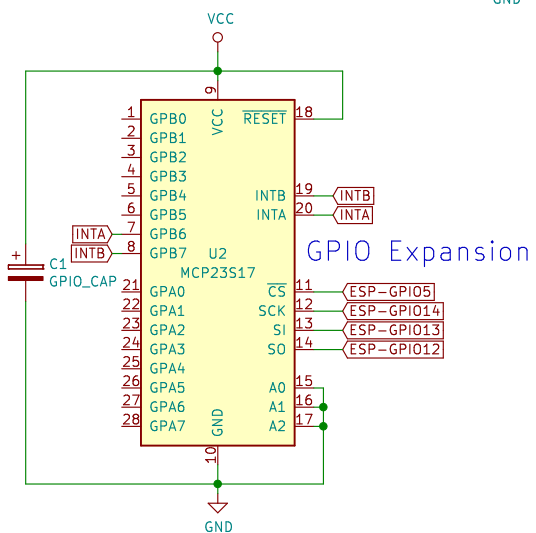 GND
VCC
9
VCC
1 GPB0 RESET 18
2 GPB1
3 GPB2
4 GPB3
5 GPB4 INTB 19 INTB
6 GPB5 INTA 20 INTA
INTA 7 GPB6
INTB 8 GPB7 U2 GPIO Expansion
+ C1 MCP23S17
GPIO_CAP
21 GPA0 CS 11 ESP-GPIO5
22 GPA1 SCK 12 ESP-GPIO14
23 GPA2 SI 13 ESP-GPIO13
24 GPA3 SO 14 ESP-GPIO12
25 GPA4
26 GPA5 A0 15
27 GPA6 A1 16
28 GPA7 A2 17
GND
10
GND